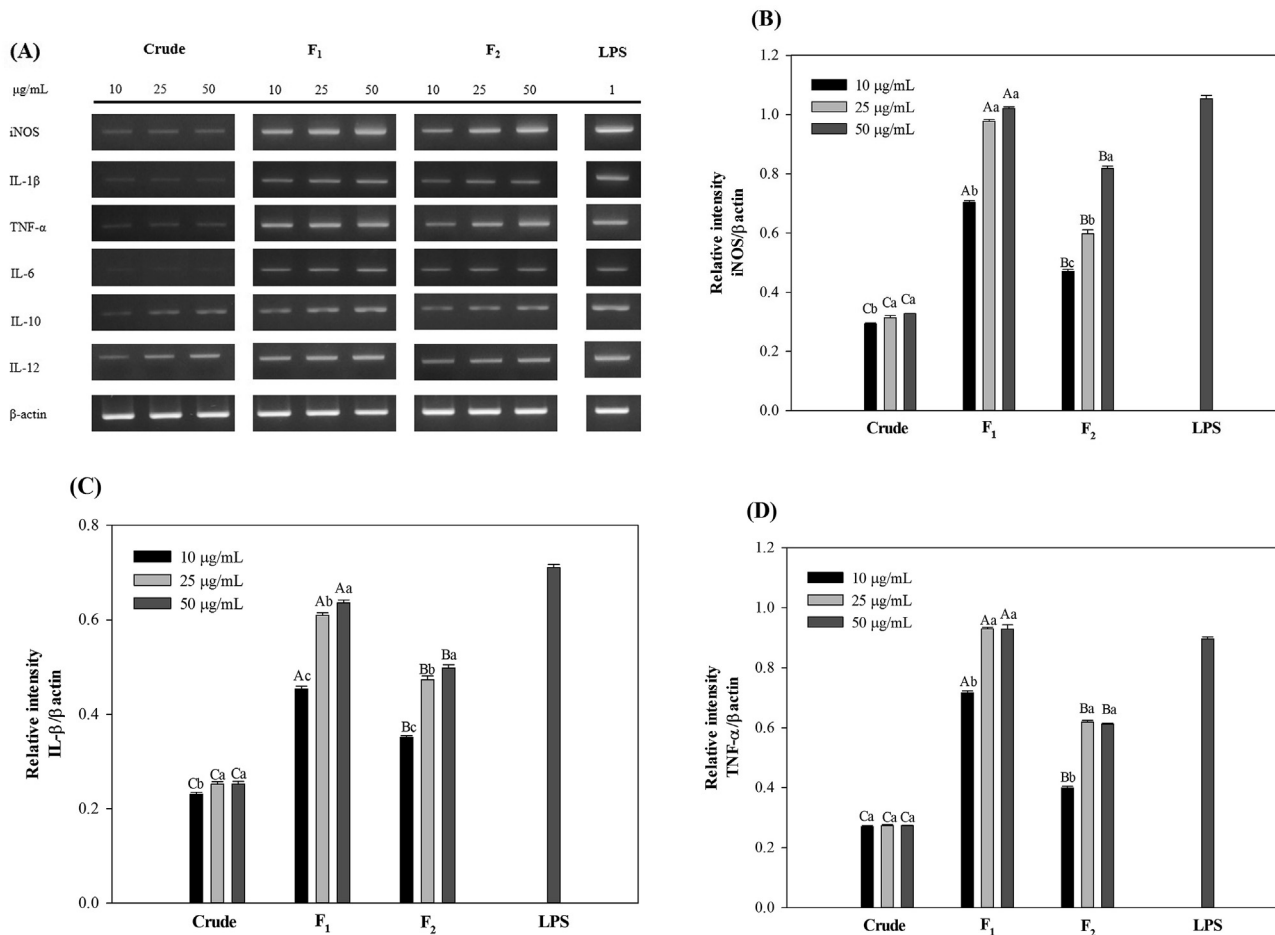 (A)
Crude F₁ F₂ LPS
µg/mL 10 25 50 10 25 50 10 25 50 1
iNOS
IL-1β
TNF-α
IL-6
IL-10
IL-12
β-actin
(B)
Relative intensity
iNOS/β actin
1.2
1.0
0.8
0.6
0.4
0.2
0.0
10 µg/mL
25 µg/mL
50 µg/mL
Cb Ca Ca
Ab Aa Aa
Bc Bb Ba
Crude F₁ F₂ LPS
(C)
Relative intensity
IL-β/β actin
0.8
0.6
0.4
0.2
0.0
10 µg/mL
25 µg/mL
50 µg/mL
Cb Ca Ca
Ac Ab Aa
Bc Bb Ba
Crude F₁ F₂ LPS
(D)
Relative intensity
TNF-α/β actin
1.2
1.0
0.8
0.6
0.4
0.2
0.0
10 µg/mL
25 µg/mL
50 µg/mL
Ca Ca Ca
Ab Aa Aa
Bb Ba Ba
Crude F₁ F₂ LPS